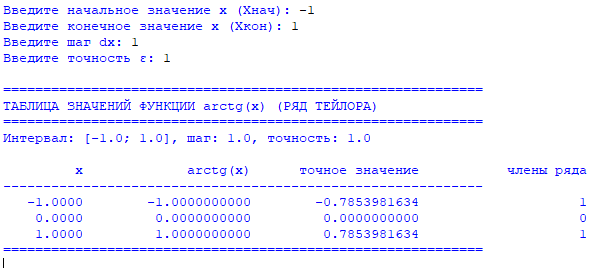 Введите начальное значение x (Xнач): -1
Введите конечное значение x (Xкон): 1
Введите шаг dx: 1
Введите точность ε: 1
============================================================
ТАБЛИЦА ЗНАЧЕНИЙ ФУНКЦИИ arctg(x) (РЯД ТЕЙЛОРА)
============================================================
Интервал: [-1.0; 1.0], шаг: 1.0, точность: 1.0
x arctg(x) точное значение члены ряда
------------------------------------------------------------
-1.0000 -1.0000000000 -0.7853981634 1
0.0000 0.0000000000 0.0000000000 0
1.0000 1.0000000000 0.7853981634 1
============================================================